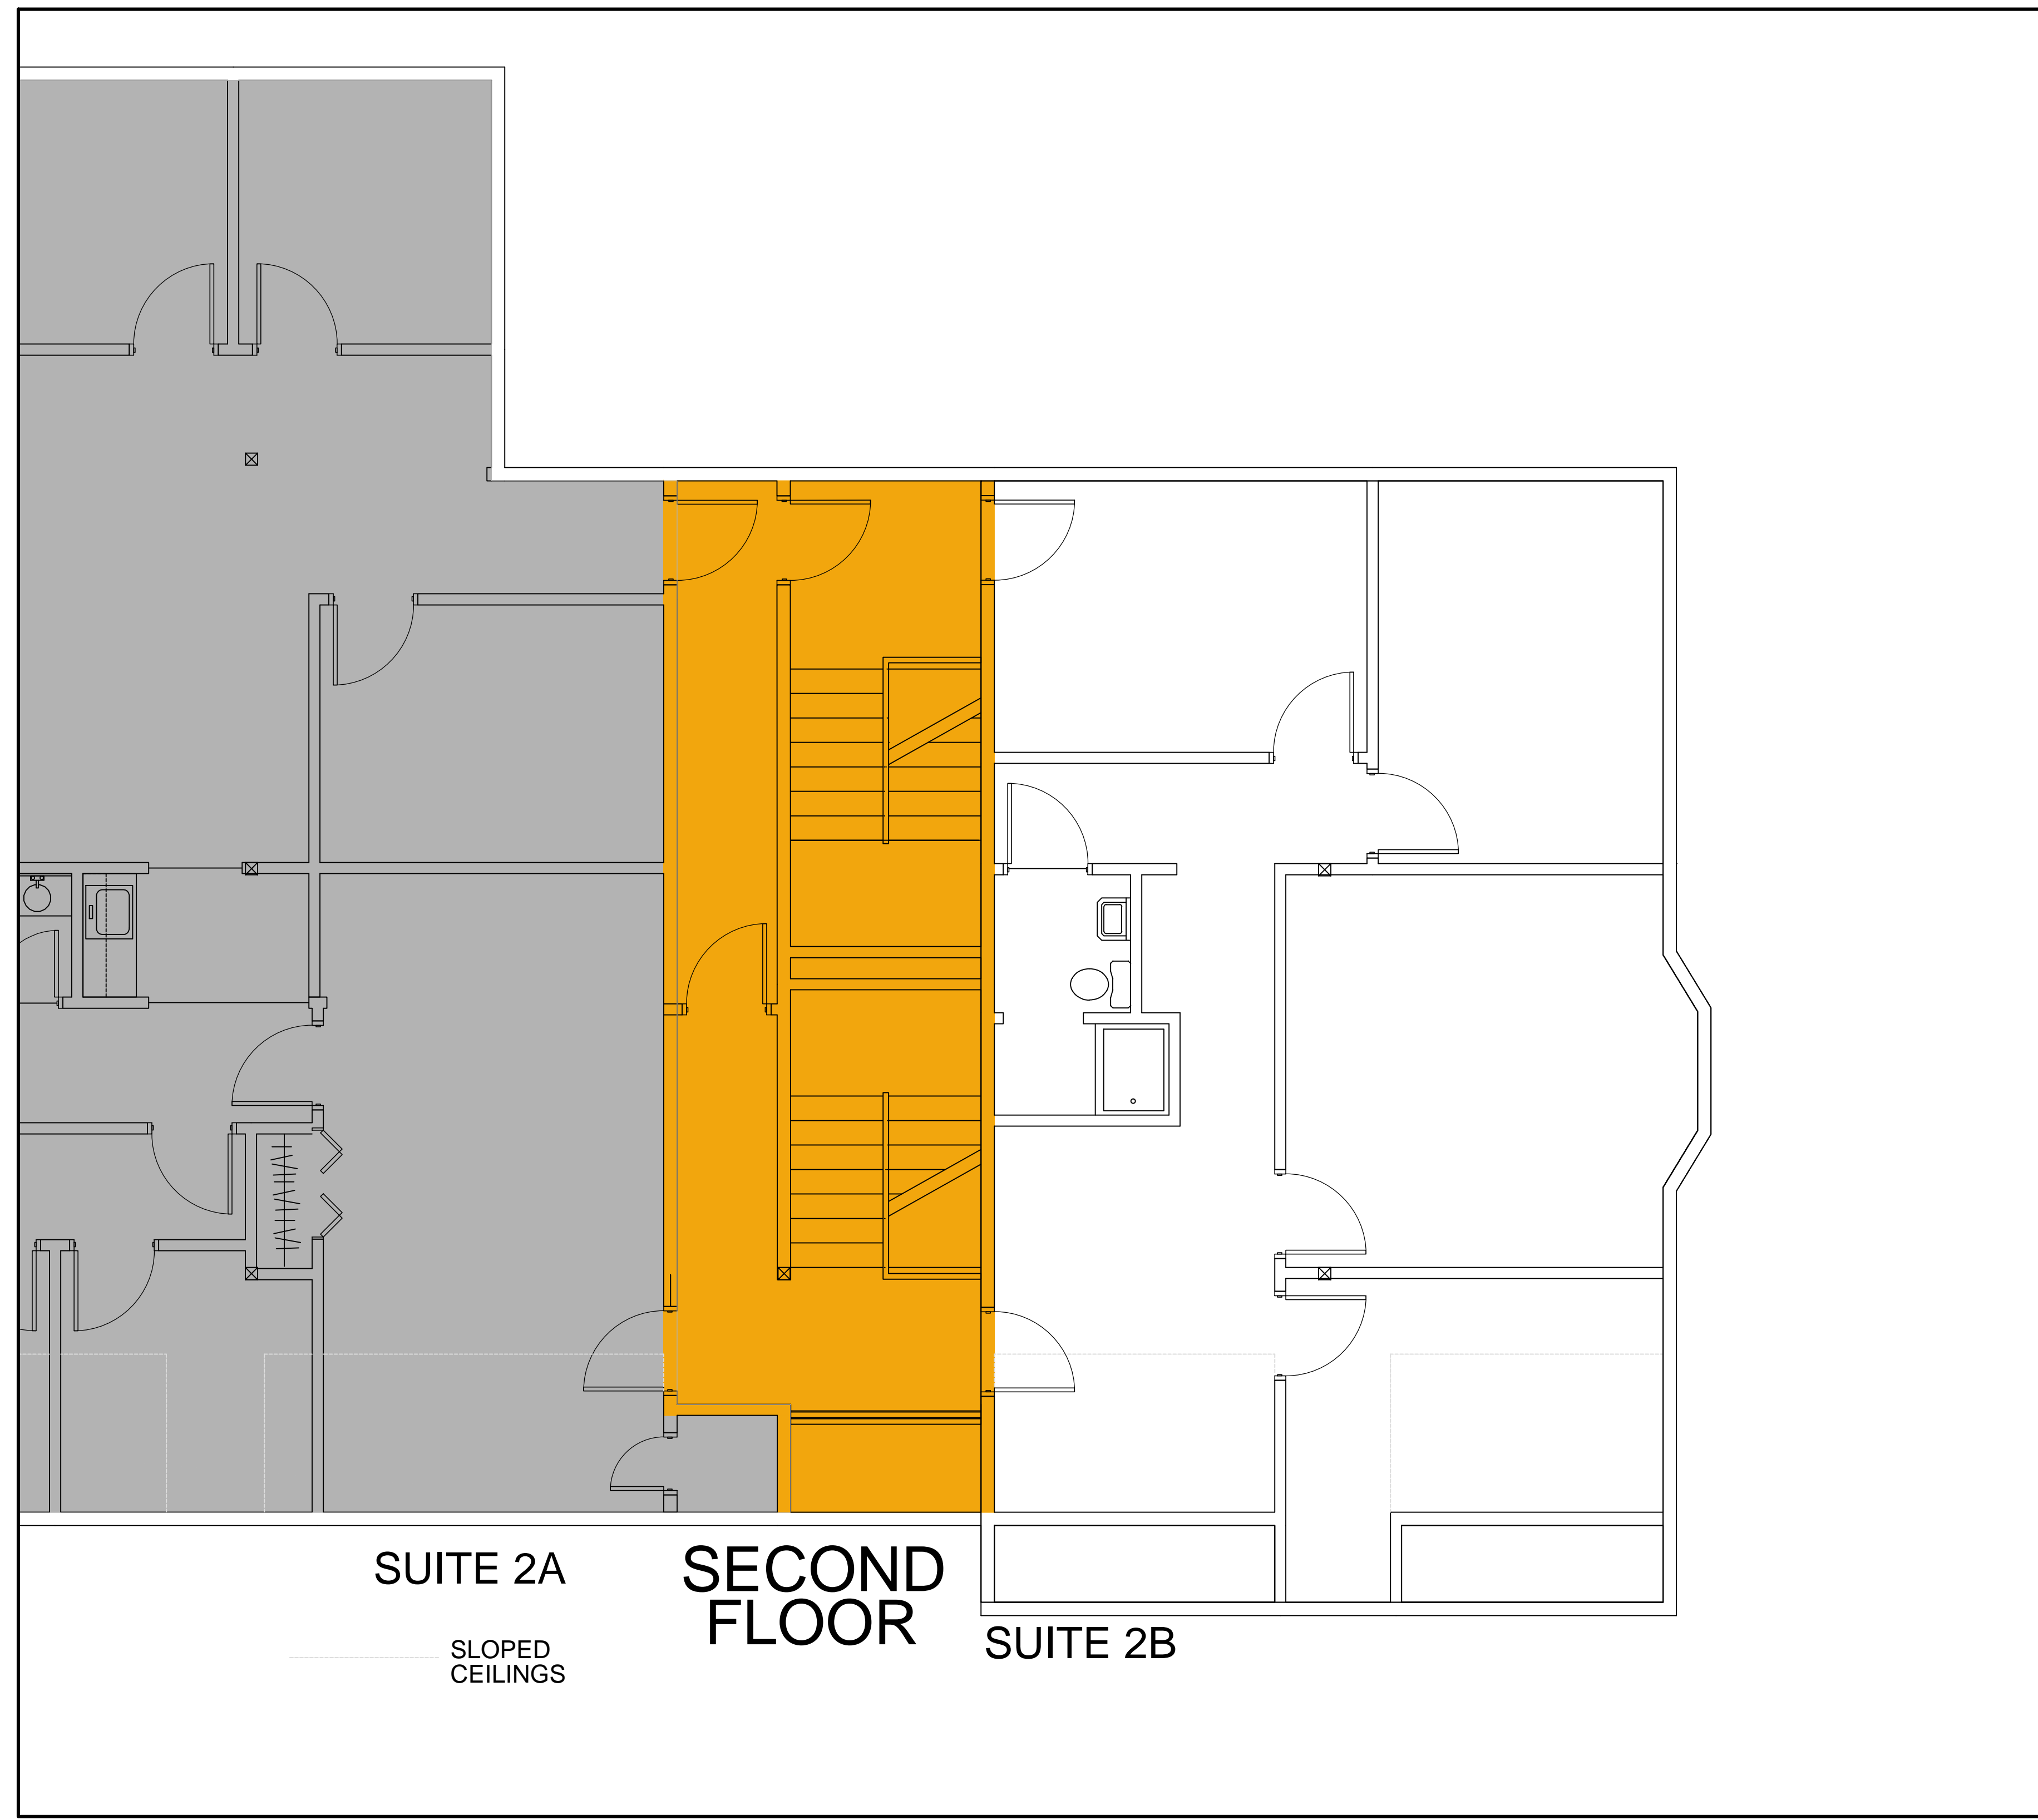 SUITE 2A
SECOND
FLOOR
SUITE 2B
SLOPED
CEILINGS